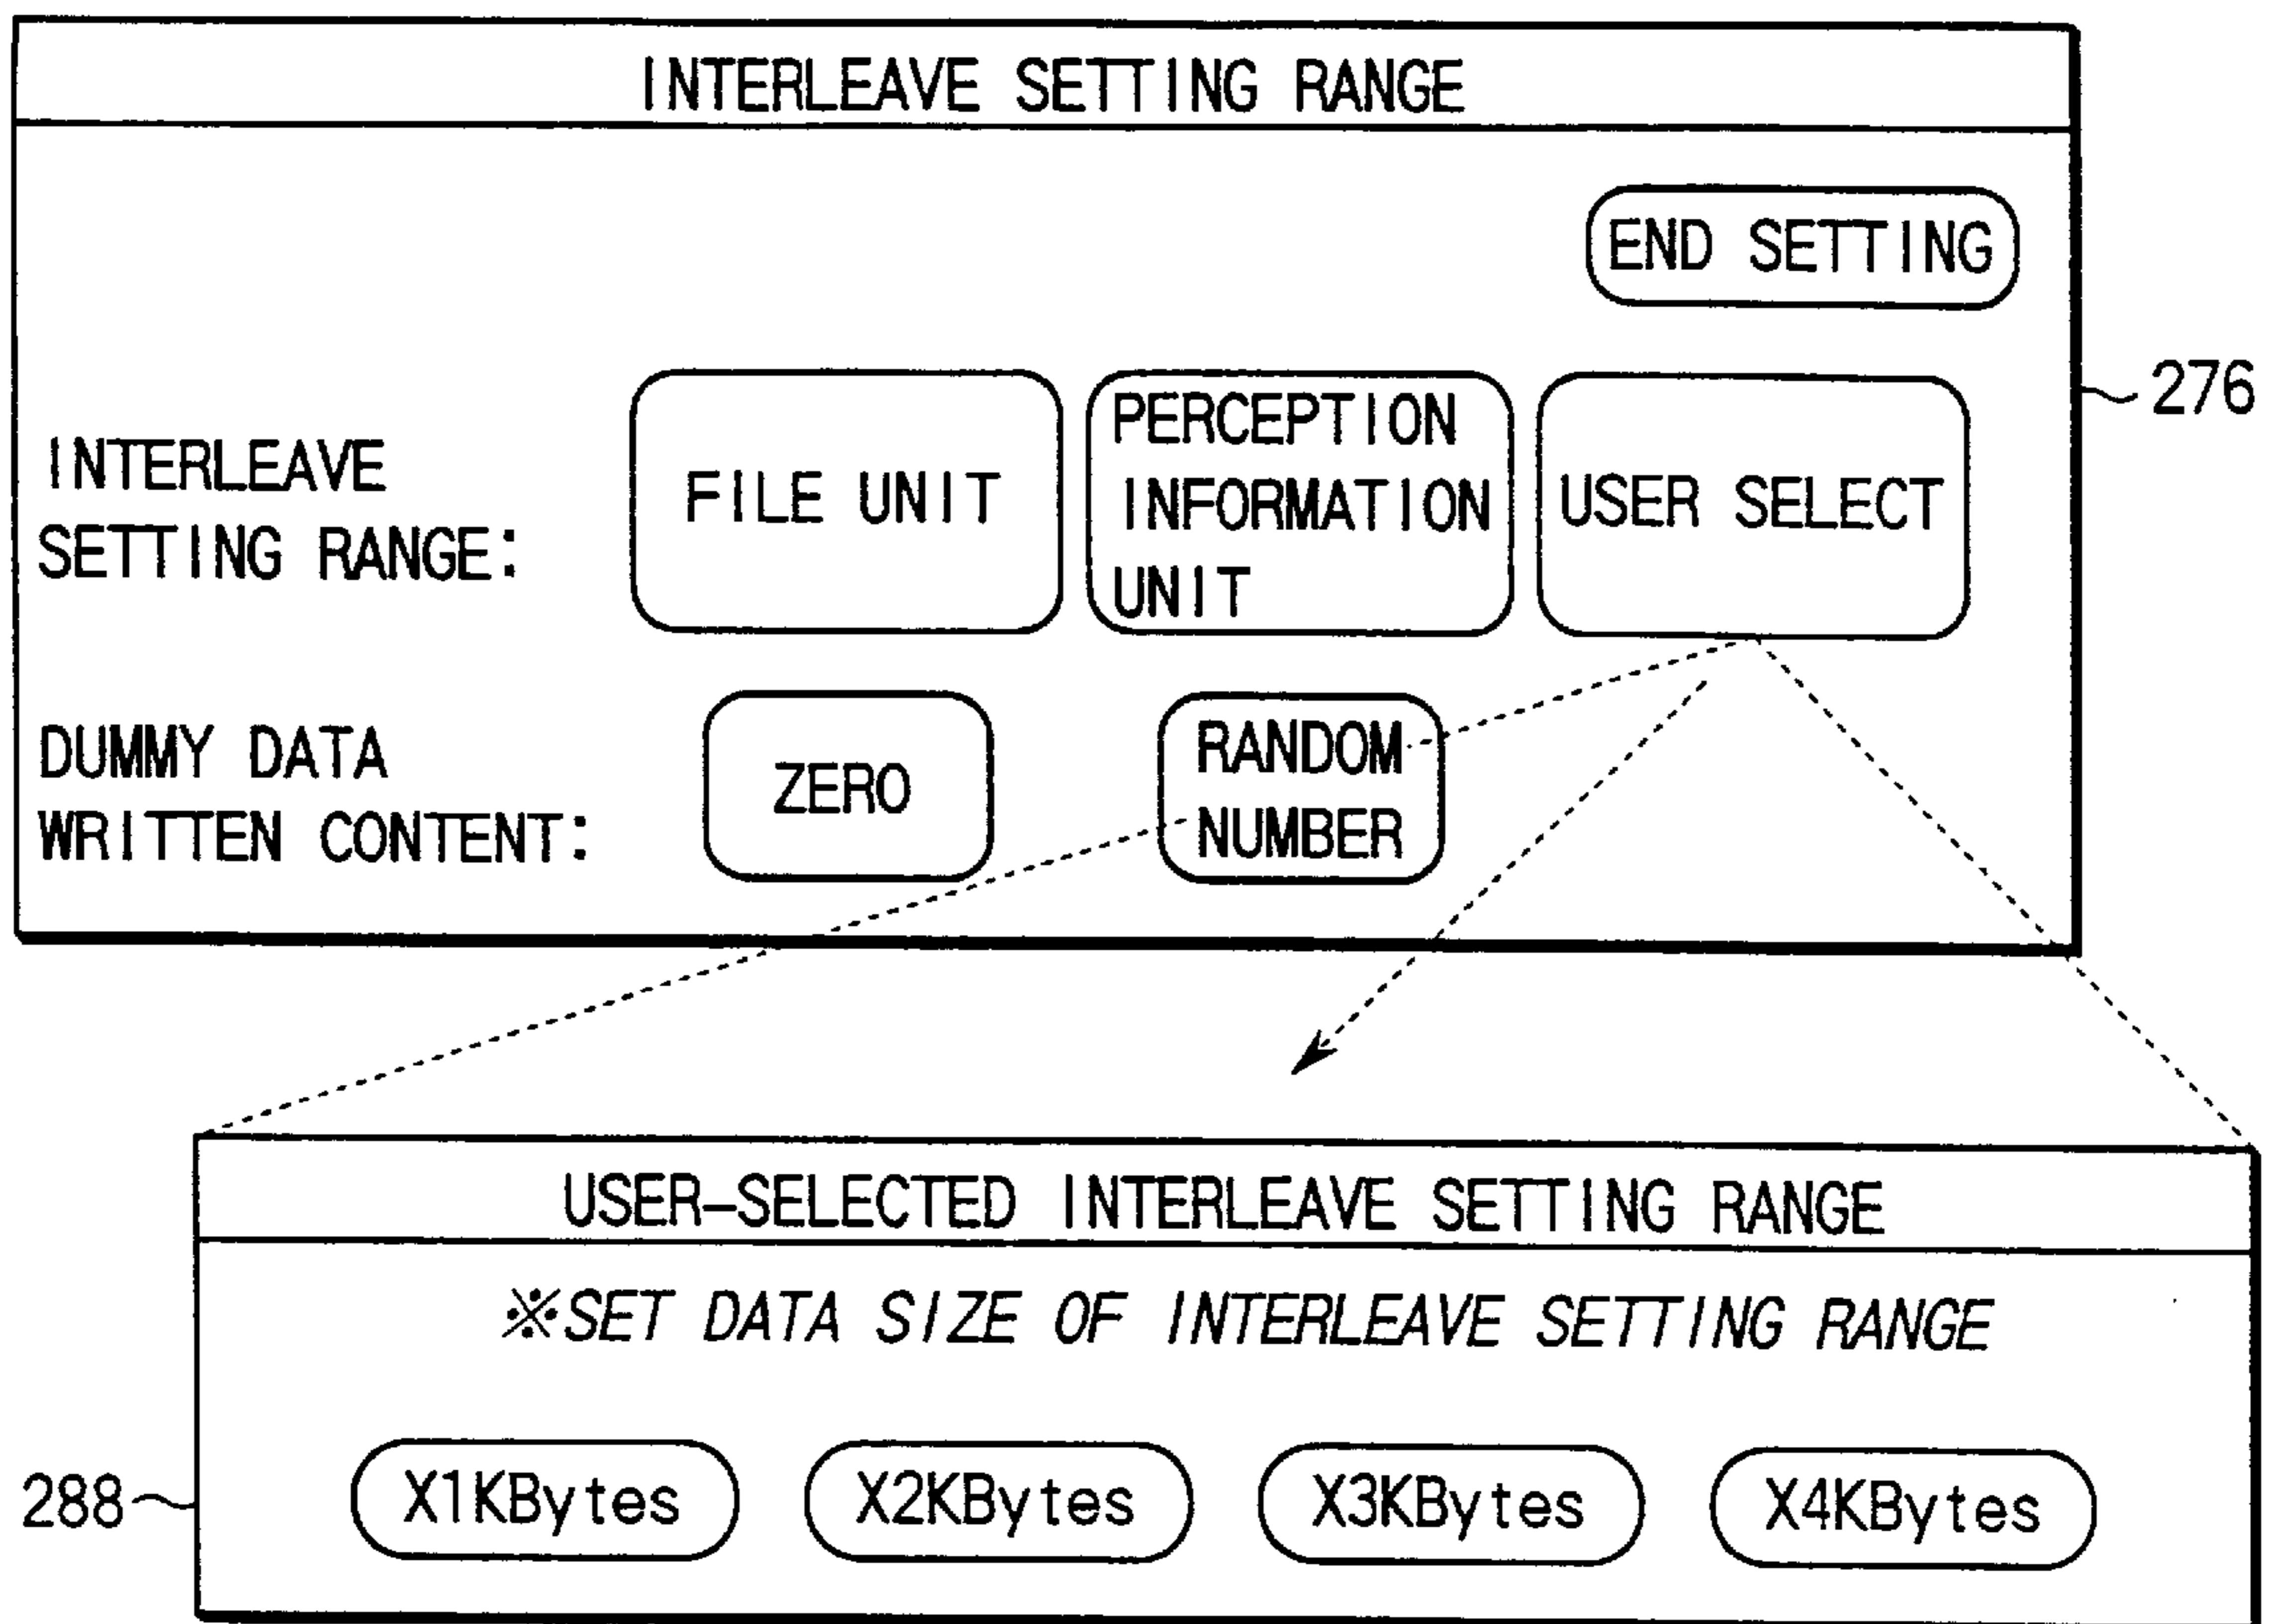 INTERLEAVE SETTING RANGE
END SETTING
276
INTERLEAVE
SETTING RANGE:
FILE UNIT
PERCEPTION
INFORMATION
UNIT
USER SELECT
DUMMY DATA
WRITTEN CONTENT:
ZERO
RANDOM
NUMBER
USER-SELECTED INTERLEAVE SETTING RANGE
※SET DATA SIZE OF INTERLEAVE SETTING RANGE
288
X1KBytes
X2KBytes
X3KBytes
X4KBytes